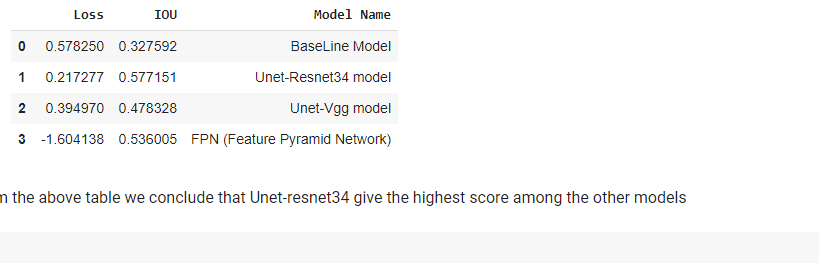 Loss IOU Model Name
0 0.578250 0.327592 BaseLine Model
1 0.217277 0.577151 Unet-Resnet34 model
2 0.394970 0.478328 Unet-Vgg model
3 -1.604138 0.536005 FPN (Feature Pyramid Network)
the above table we conclude that Unet-resnet34 give the highest score among the other models